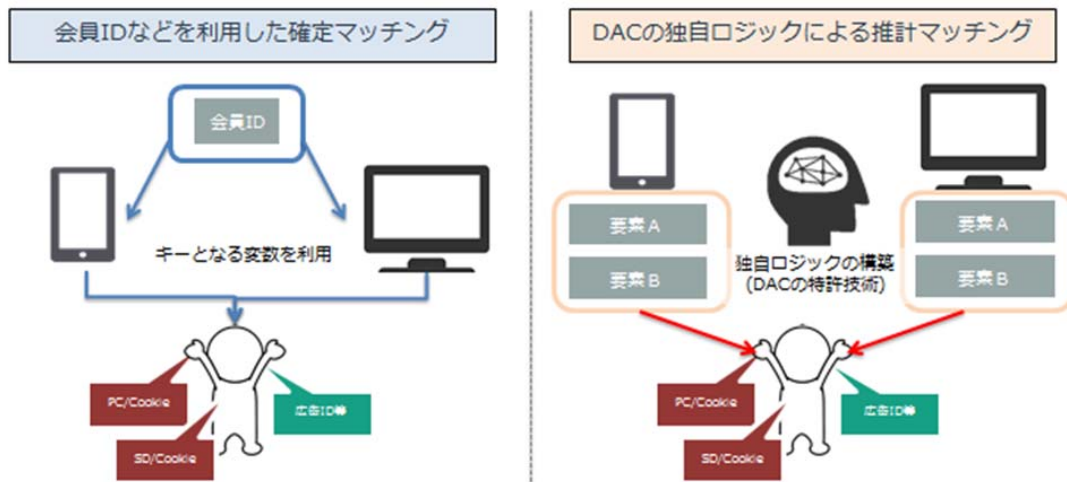 会員IDなどを利用した確定マッチング
会員ID
キーとなる変数を利用
PC/Cookie
広告ID等
SD/Cookie
DACの独自ロジックによる推計マッチング
要素A
要素B
独自ロジックの構築
(DACの特許技術)
要素A
要素B
PC/Cookie
広告ID等
SD/Cookie